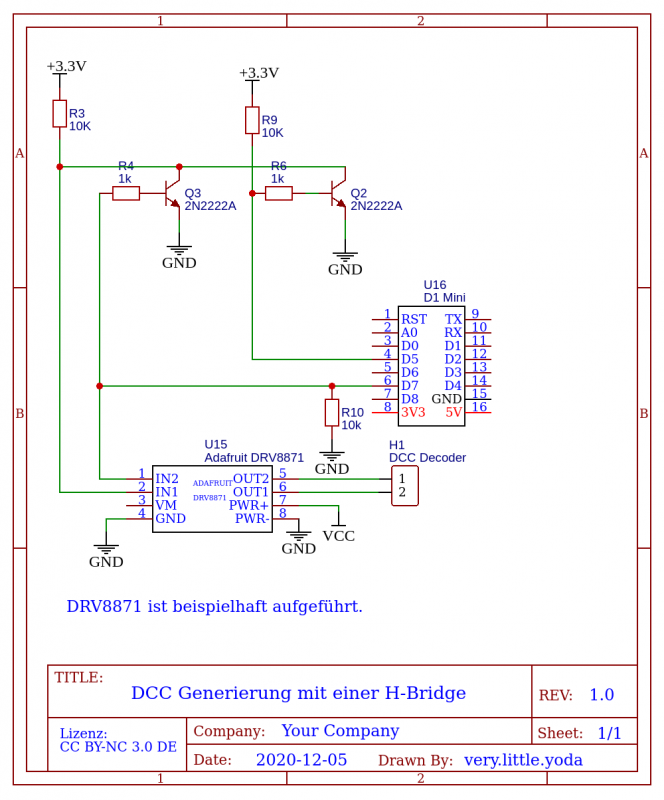 1 2
+3.3V
+3.3V
R3
10K
R9
10K
A A
R4
1k
R6
1k
Q3
2N2222A
Q2
2N2222A
GND
GND
U16
D1 Mini
1 RST TX 9
2 A0 RX 10
3 D0 D1 11
4 D5 D2 12
5 D6 D3 13
6 D7 D4 14
7 D8 GND 15
8 3V3 5V 16
B B
R10
10k
GND
U15
Adafruit DRV8871
H1
DCC Decoder
1 IN2 ADAFRUIT OUT2 5
2 IN1 DRV8871 OUT1 6
3 VM PWR+ 7
4 GND PWR- 8
1
2
GND
GND
VCC
DRV8871 ist beispielhaft aufgeführt.
TITLE:
DCC Generierung mit einer H-Bridge
REV: 1.0
Lizenz:
CC BY-NC 3.0 DE
Company: Your Company
Sheet: 1/1
Date: 2020-12-05 Drawn By: very.little.yoda
1 2